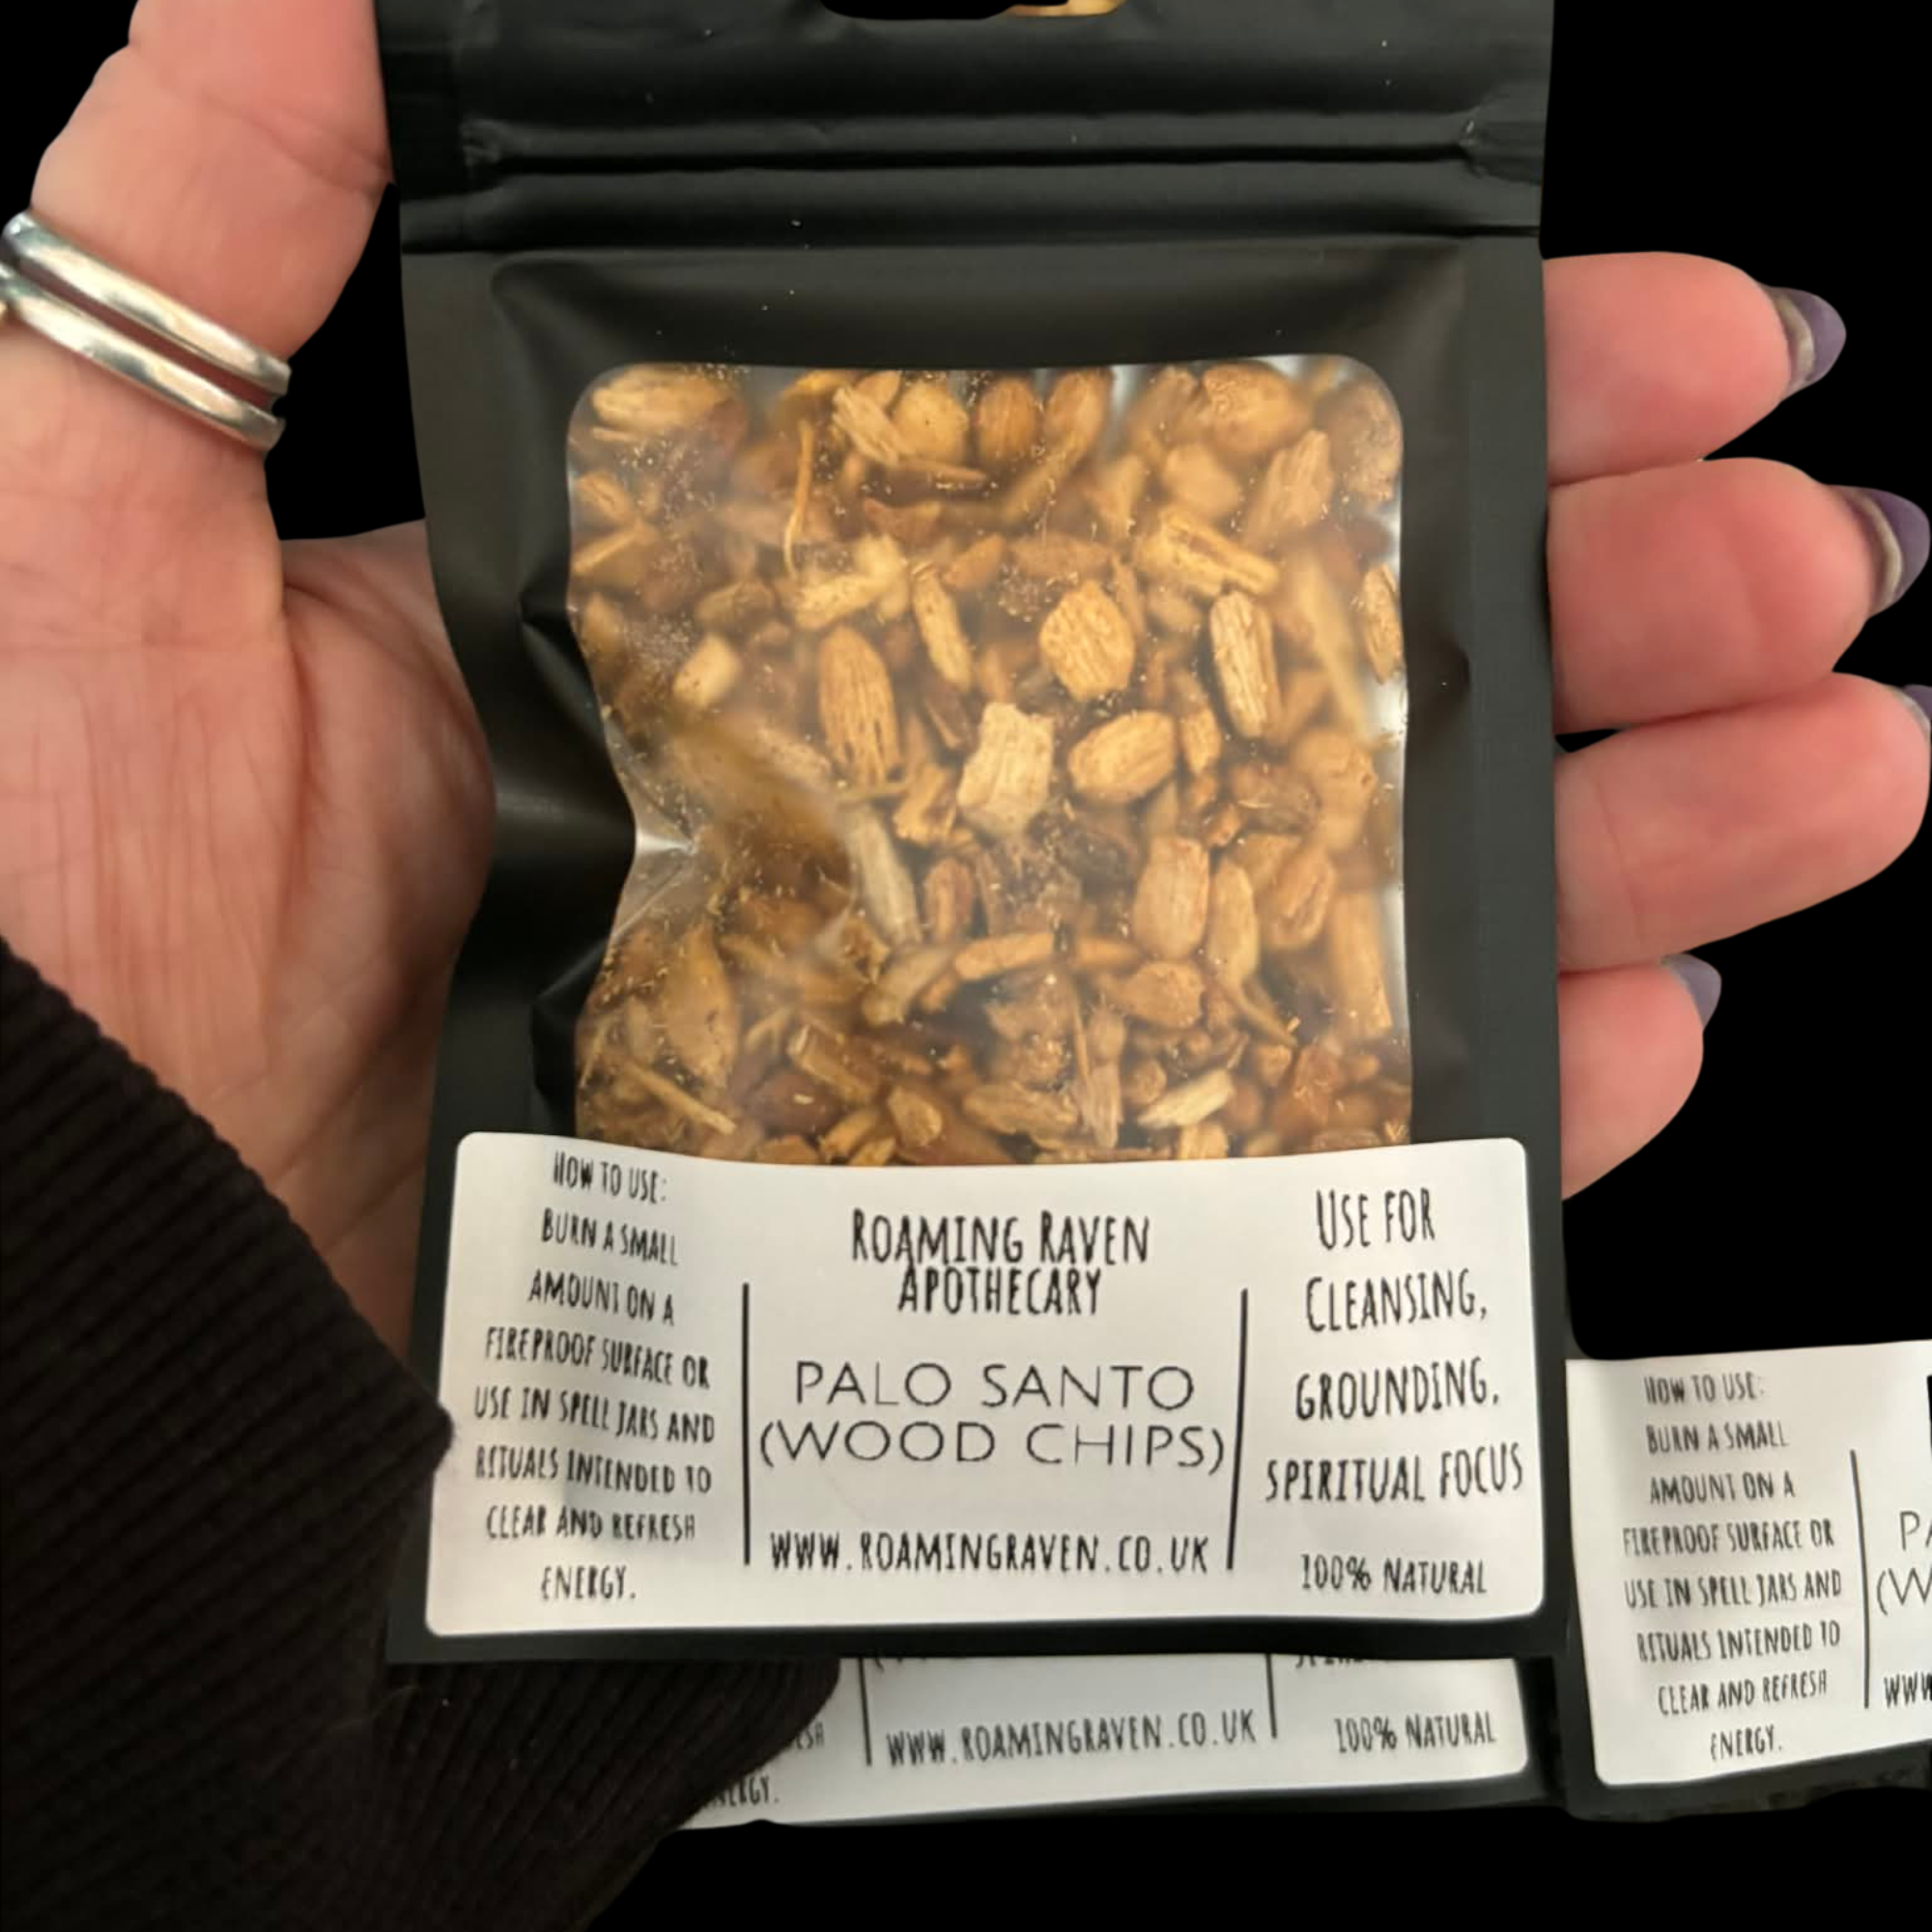 HOW TO USE:
BURN A SMALL
AMOUNT ON A
FIREPROOF SURFACE OR
USE IN SPELL JARS AND
RITUALS INTENDED TO
CLEAR AND REFRESH
ENERGY.
ROAMING RAVEN
APOTHECARY
PALO SANTO
(WOOD CHIPS)
WWW.ROAMINGRAVEN.CO.UK
USE FOR
CLEANSING,
GROUNDING,
SPIRITUAL FOCUS
100% NATURAL
ENERGY.
WWW.ROAMINGRAVEN.CO.UK
100% NATURAL
HOW TO USE:
BURN A SMALL
AMOUNT ON A
FIREPROOF SURFACE OR
USE IN SPELL JARS AND
RITUALS INTENDED TO
CLEAR AND REFRESH
ENERGY.
PA
(W
WWW